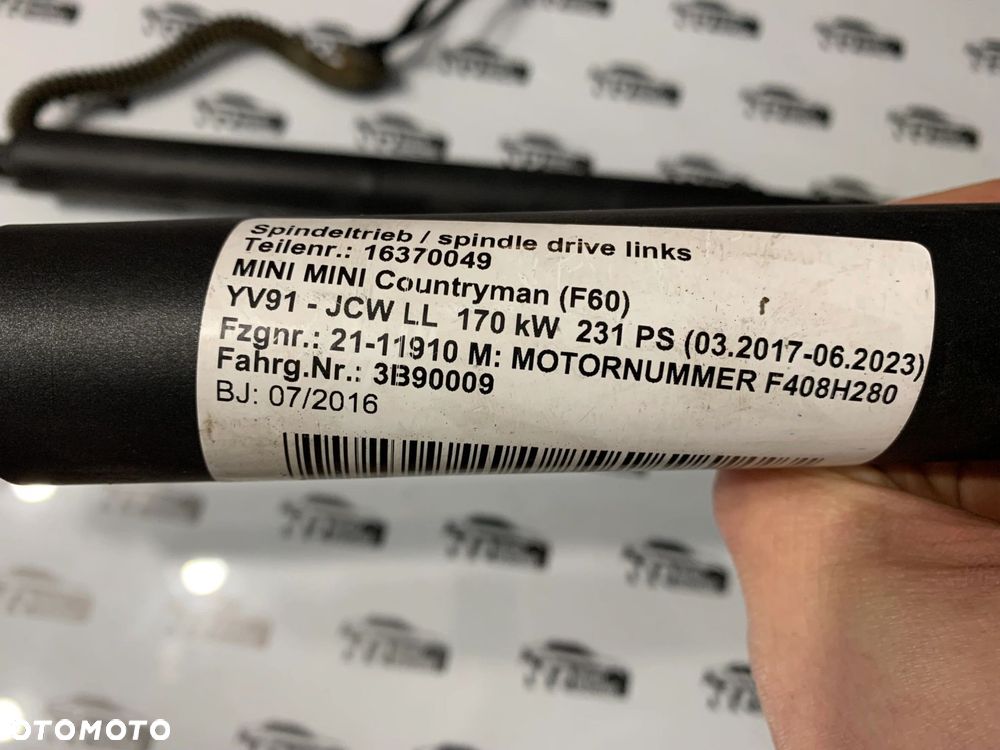 Spindeltrieb / spindle drive links
Teilenr.: 16370049
MINI MINI Countryman (F60)
YV91 - JCW LL 170 kW 231 PS (03.2017-06.2023)
Fzgnr.: 21-11910 M: MOTORNUMMER F408H280
Fahrg.Nr.: 3B90009
BJ: 07/2016
OTOMOTO